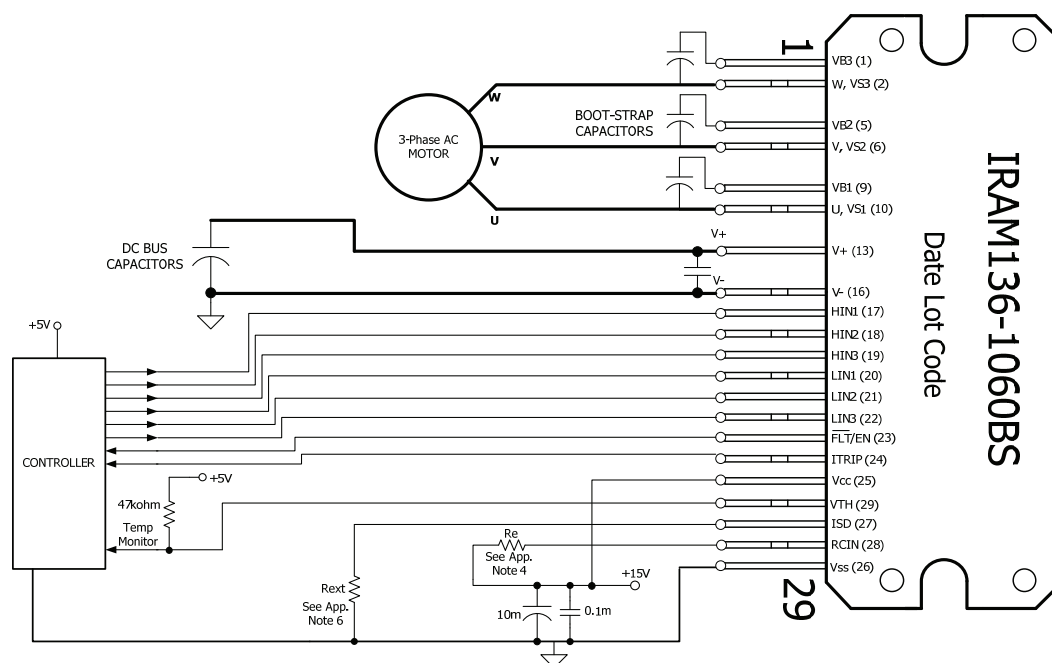 1
VB3 (1)
W, VS3 (2)
W
BOOT-STRAP
CAPACITORS
VB2 (5)
3-Phase AC
MOTOR
V, VS2 (6)
V
VB1 (9)
U, VS1 (10)
U
V+
V+ (13)
DC BUS
CAPACITORS
V-
V- (16)
HIN1 (17)
+5V
HIN2 (18)
HIN3 (19)
LIN1 (20)
LIN2 (21)
LIN3 (22)
FLT/EN (23)
CONTROLLER
ITRIP (24)
+5V
Vcc (25)
47kohm
VTH (29)
Temp
Monitor
ISD (27)
Re
See App.
Note 4
RCIN (28)
Vss (26)
+15V
Rext
See App.
Note 6
10m
0.1m
29
IRAM136-1060BS
Date Lot Code